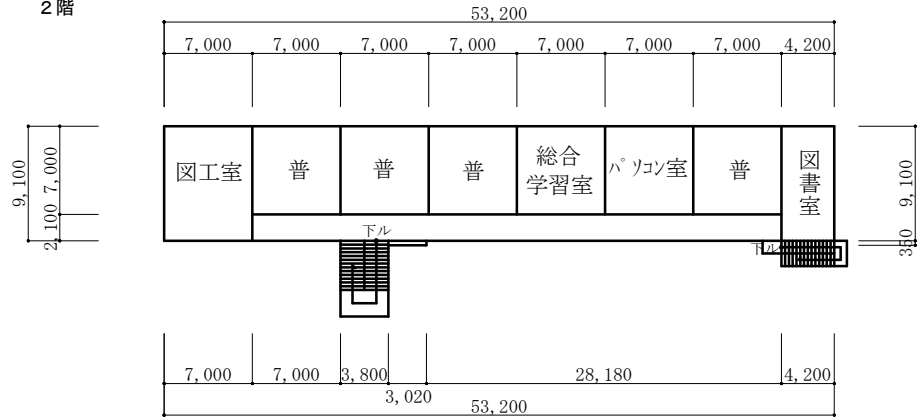 ２階
53,200
7,000 7,000 7,000 7,000 7,000 7,000 7,000 4,200
9,100
7,000
2,100
図工室
普
普
普
総合
学習室
パソコン室
普
図書室
9,100
350
下ル
下ル
7,000 7,000 3,800 28,180 4,200
3,020
53,200